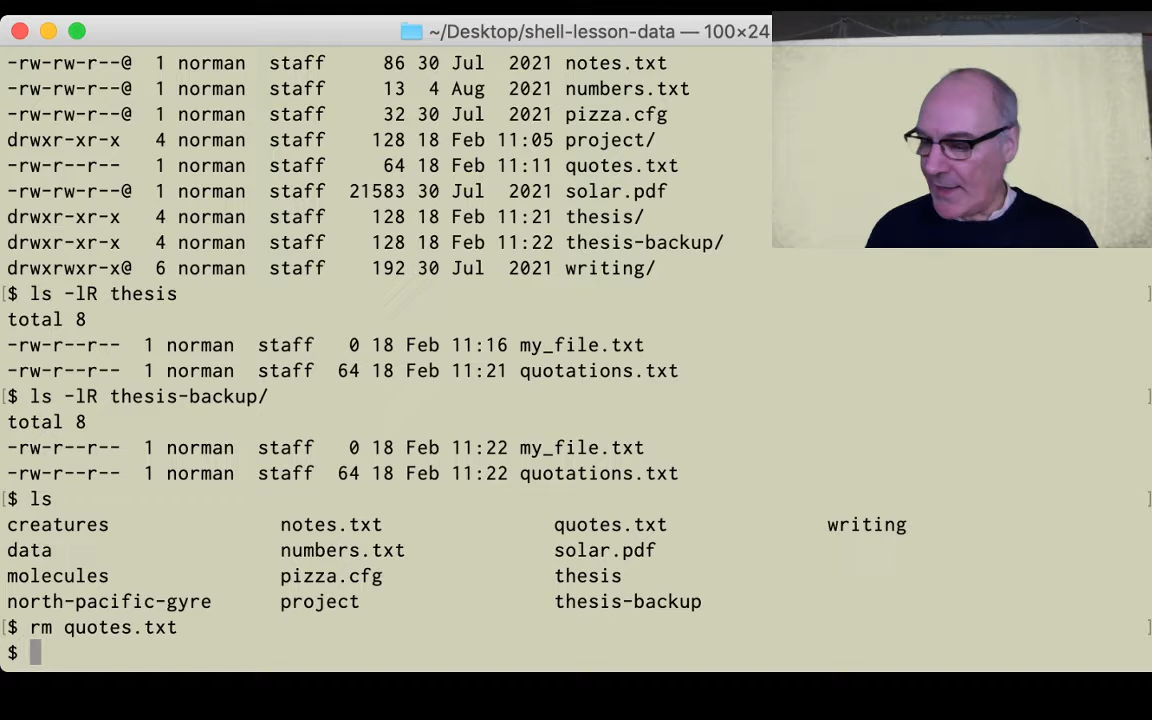 ~/Desktop/shell-lesson-data — 100×24
-rw-rw-r--@ 1 norman staff 86 30 Jul 2021 notes.txt
-rw-rw-r--@ 1 norman staff 13 4 Aug 2021 numbers.txt
-rw-rw-r--@ 1 norman staff 32 30 Jul 2021 pizza.cfg
drwxr-xr-x 4 norman staff 128 18 Feb 11:05 project/
-rw-r--r-- 1 norman staff 64 18 Feb 11:11 quotes.txt
-rw-rw-r--@ 1 norman staff 21583 30 Jul 2021 solar.pdf
drwxr-xr-x 4 norman staff 128 18 Feb 11:21 thesis/
drwxr-xr-x 4 norman staff 128 18 Feb 11:22 thesis-backup/
drwxrwxr-x@ 6 norman staff 192 30 Jul 2021 writing/
[$ ls -lR thesis ]
total 8
-rw-r--r-- 1 norman staff 0 18 Feb 11:16 my_file.txt
-rw-r--r-- 1 norman staff 64 18 Feb 11:21 quotations.txt
[$ ls -lR thesis-backup/ ]
total 8
-rw-r--r-- 1 norman staff 0 18 Feb 11:22 my_file.txt
-rw-r--r-- 1 norman staff 64 18 Feb 11:22 quotations.txt
[$ ls ]
creatures notes.txt quotes.txt writing
data numbers.txt solar.pdf
molecules pizza.cfg thesis
north-pacific-gyre project thesis-backup
[$ rm quotes.txt ]
$